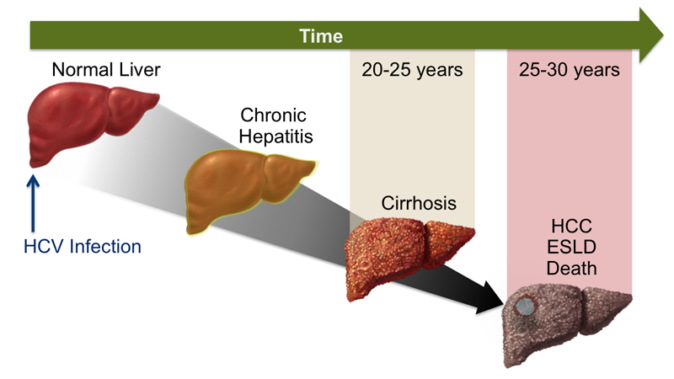 Time
Normal Liver
20-25 years
25-30 years
Chronic
Hepatitis
Cirrhosis
HCV Infection
HCC
ESLD
Death